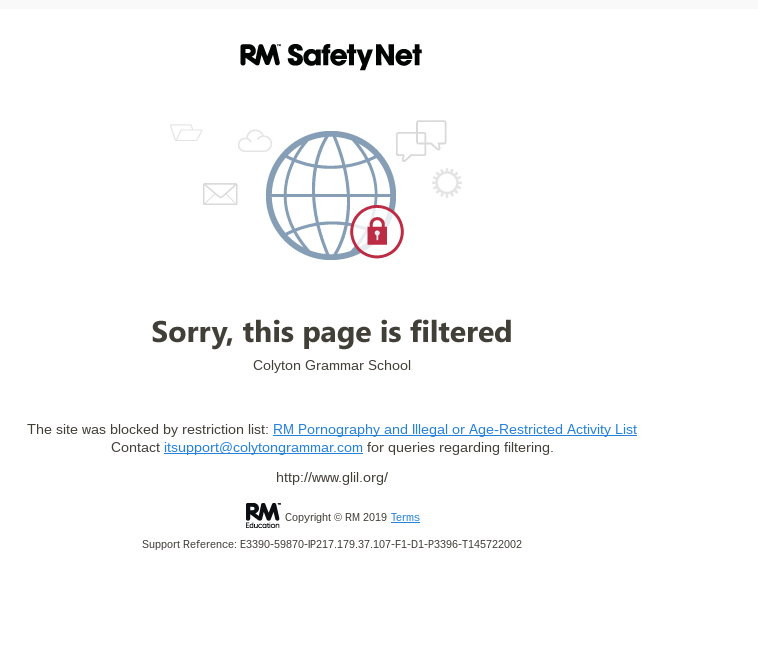 RM SafetyNet
Sorry, this page is filtered
Colyton Grammar School
The site was blocked by restriction list: RM Pornography and Illegal or Age-Restricted Activity List
Contact itsupport@colytongrammar.com for queries regarding filtering.
http://www.glil.org/
RM Education Copyright © RM 2019 Terms
Support Reference: E3390-59870-IP217.179.37.107-F1-D1-P3396-T145722002